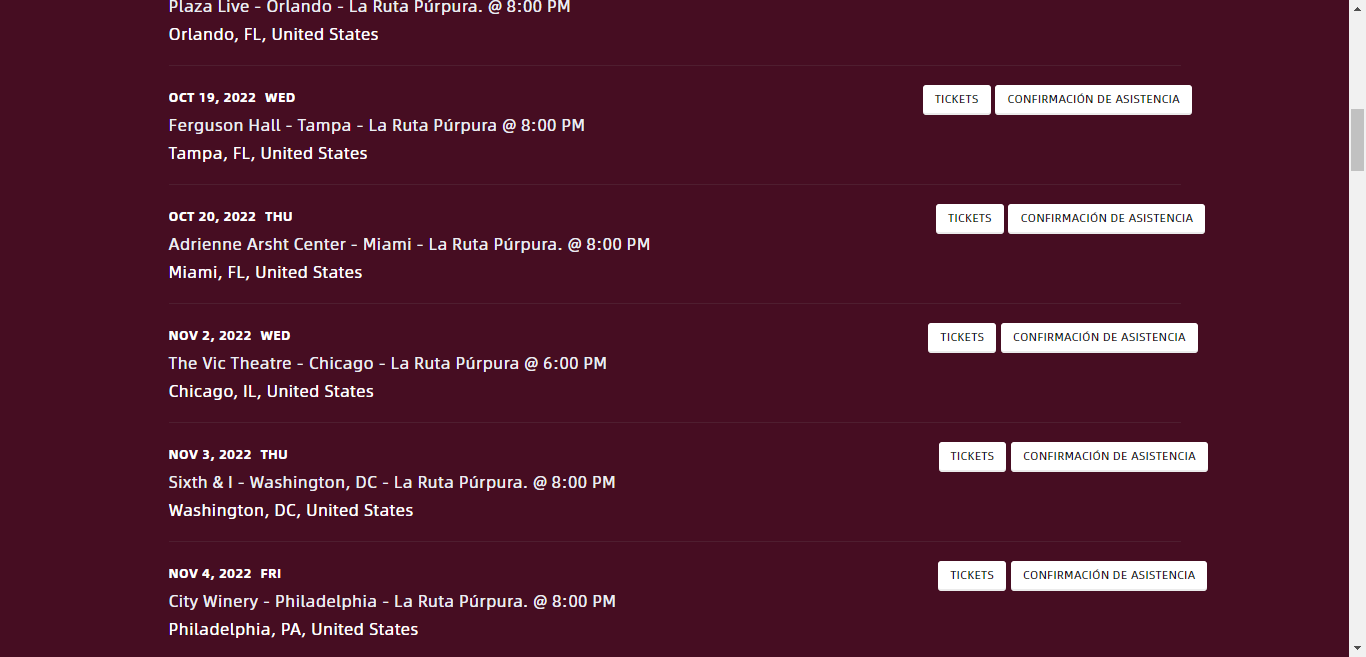 Plaza Live - Orlando - La Ruta Púrpura. @ 8:00 PM
Orlando, FL, United States
OCT 19, 2022 WED
TICKETS CONFIRMACIÓN DE ASISTENCIA
Ferguson Hall - Tampa - La Ruta Púrpura @ 8:00 PM
Tampa, FL, United States
OCT 20, 2022 THU
TICKETS CONFIRMACIÓN DE ASISTENCIA
Adrienne Arsht Center - Miami - La Ruta Púrpura. @ 8:00 PM
Miami, FL, United States
NOV 2, 2022 WED
TICKETS CONFIRMACIÓN DE ASISTENCIA
The Vic Theatre - Chicago - La Ruta Púrpura @ 6:00 PM
Chicago, IL, United States
NOV 3, 2022 THU
TICKETS CONFIRMACIÓN DE ASISTENCIA
Sixth & I - Washington, DC - La Ruta Púrpura. @ 8:00 PM
Washington, DC, United States
NOV 4, 2022 FRI
TICKETS CONFIRMACIÓN DE ASISTENCIA
City Winery - Philadelphia - La Ruta Púrpura. @ 8:00 PM
Philadelphia, PA, United States